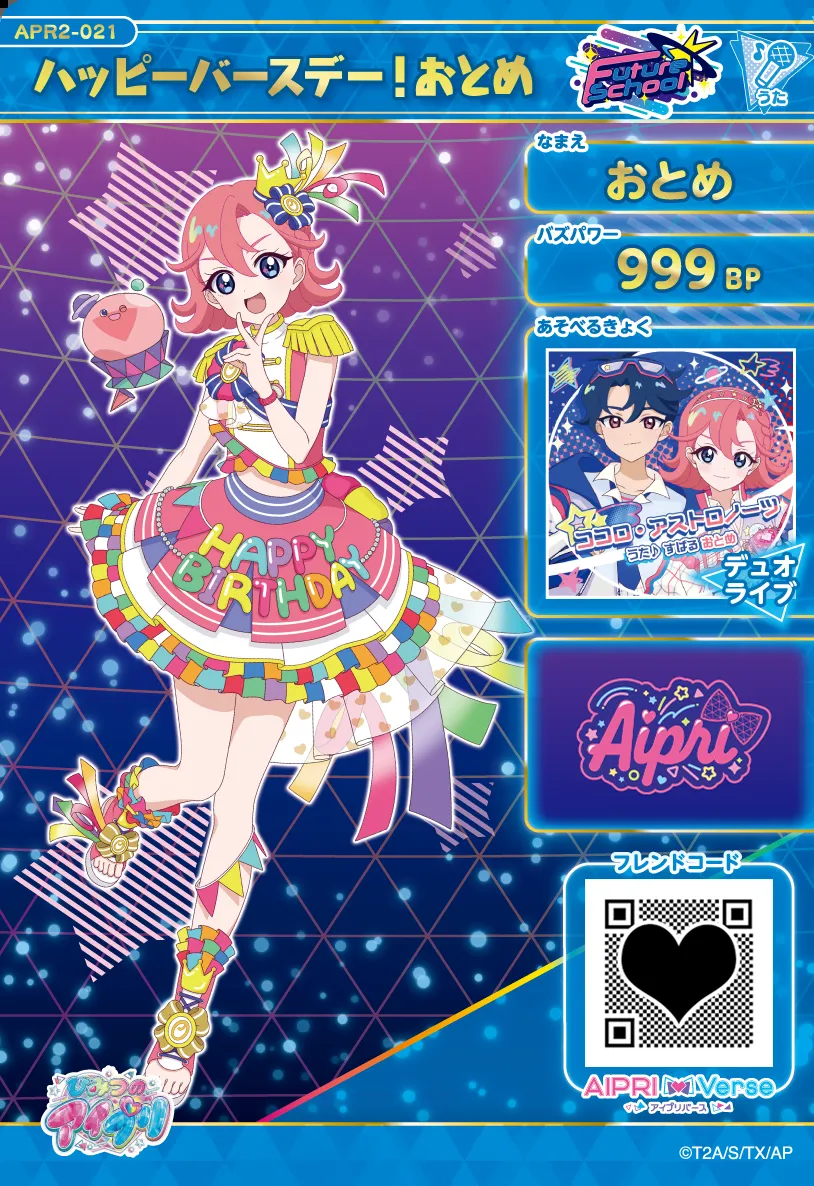 APR2-021
ハッピーバースデー!おとめ
Future School
うた
なまえ
おとめ
バズパワー
999 BP
あそべるきょく
ココロ・アストロノーツ
うた♪ すばる おとめ
デュオ
ライブ
HAPPY
BIRTHDAY
Aipri
フレンドコード
AIPRI Verse
アイプリバース
ひみつの
アイプリ
©T2A/S/TX/AP